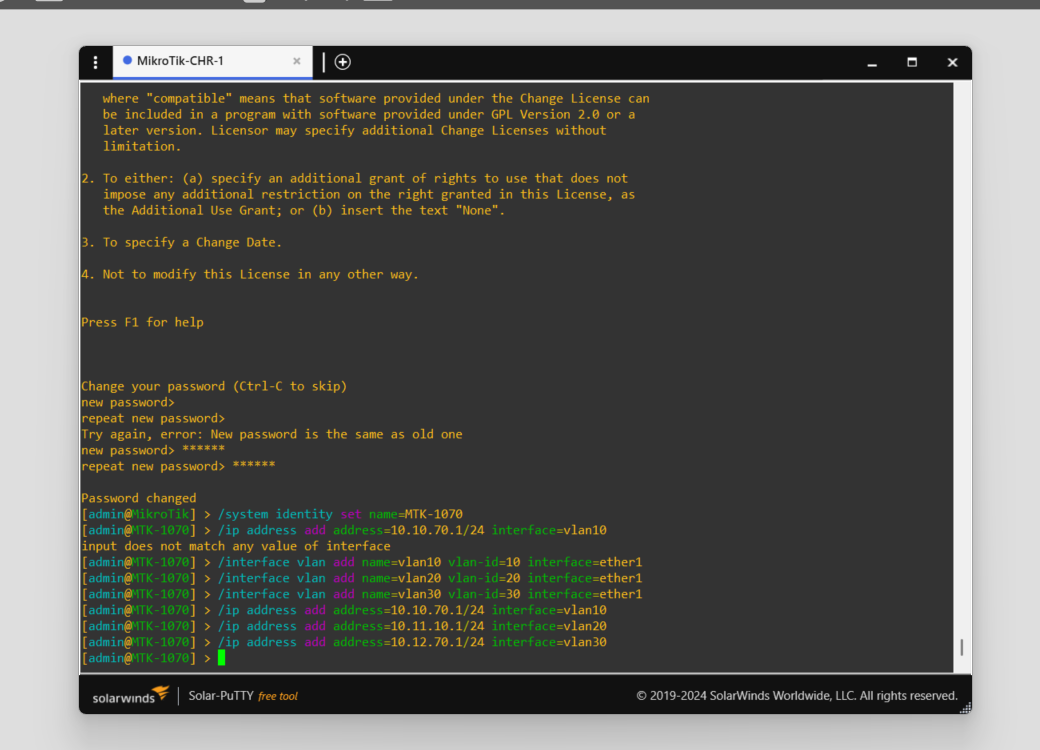 MikroTik-CHR-1
where "compatible" means that software provided under the Change License can
be included in a program with software provided under GPL Version 2.0 or a
later version. Licensor may specify additional Change Licenses without
limitation.
2. To either: (a) specify an additional grant of rights to use that does not
impose any additional restriction on the right granted in this License, as
the Additional Use Grant; or (b) insert the text "None".
3. To specify a Change Date.
4. Not to modify this License in any other way.
Press F1 for help
Change your password (Ctrl-C to skip)
new password>
repeat new password>
Try again, error: New password is the same as old one
new password> ******
repeat new password> ******
Password changed
[admin@MikroTik] > /system identity set name=MTK-1070
[admin@MTK-1070] > /ip address add address=10.10.70.1/24 interface=vlan10
input does not match any value of interface
[admin@MTK-1070] > /interface vlan add name=vlan10 vlan-id=10 interface=ether1
[admin@MTK-1070] > /interface vlan add name=vlan20 vlan-id=20 interface=ether1
[admin@MTK-1070] > /interface vlan add name=vlan30 vlan-id=30 interface=ether1
[admin@MTK-1070] > /ip address add address=10.10.70.1/24 interface=vlan10
[admin@MTK-1070] > /ip address add address=10.11.10.1/24 interface=vlan20
[admin@MTK-1070] > /ip address add address=10.12.70.1/24 interface=vlan30
[admin@MTK-1070] >
solarwinds | Solar-PuTTY free tool
© 2019-2024 SolarWinds Worldwide, LLC. All rights reserved.